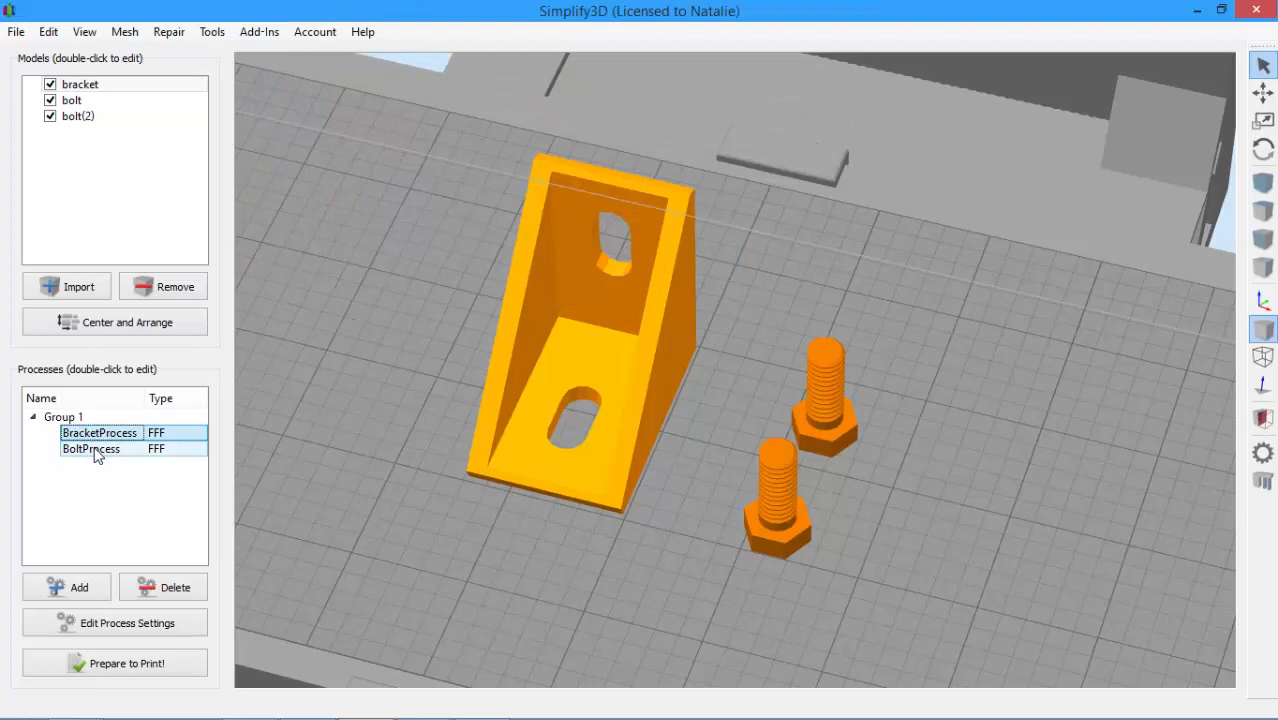 Simplify3D (Licensed to Natalie)
File Edit View Mesh Repair Tools Add-Ins Account Help
Models (double-click to edit)
bracket
bolt
bolt(2)
Import Remove
Center and Arrange
Processes (double-click to edit)
Name Type
Group 1
BracketProcess FFF
BoltProcess FFF
Add Delete
Edit Process Settings
Prepare to Print!